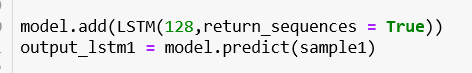 model.add(LSTM(128,return_sequences = True))
output_lstm1 = model.predict(sample1)